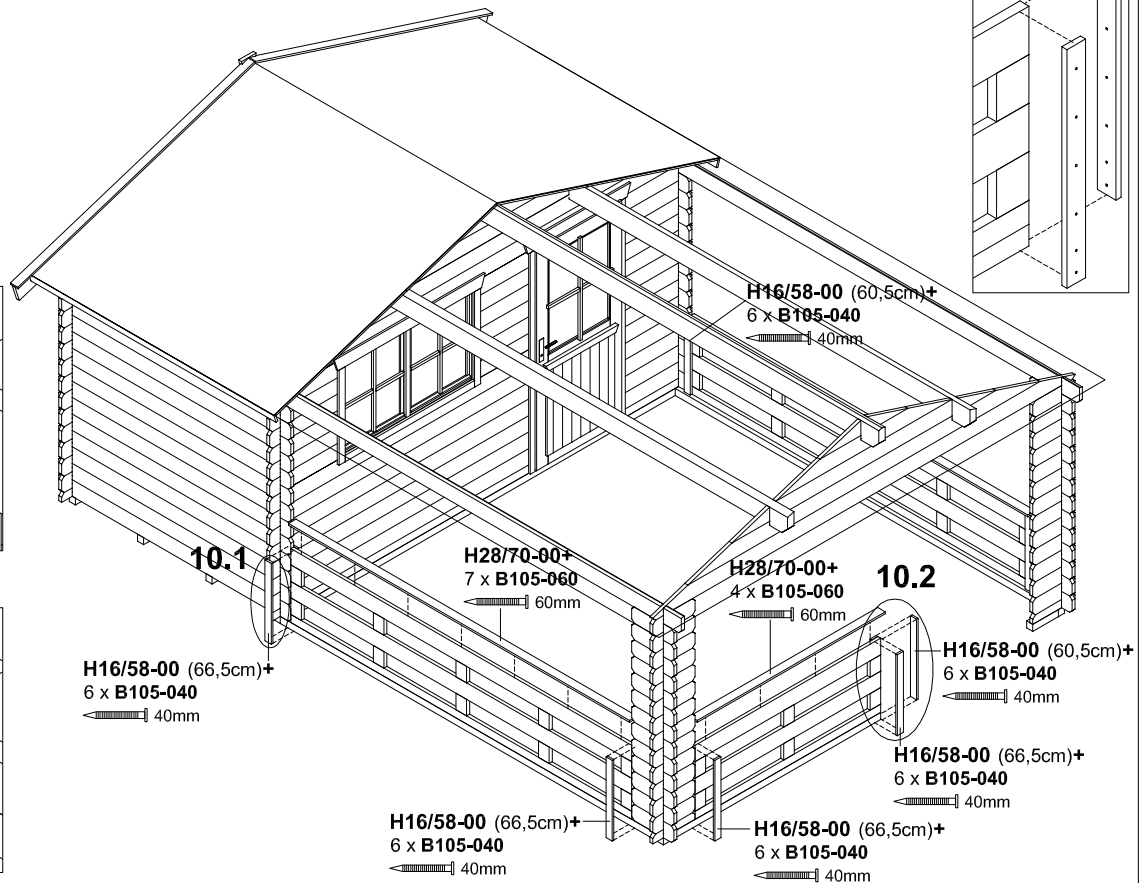 H16/58-00 (60,5cm)+
6 x B105-040
40mm
10.1
H28/70-00+
7 x B105-060
60mm
H28/70-00+
4 x B105-060
60mm
10.2
H16/58-00 (66,5cm)+
6 x B105-040
40mm
H16/58-00 (60,5cm)+
6 x B105-040
40mm
H16/58-00 (66,5cm)+
6 x B105-040
40mm
H16/58-00 (66,5cm)+
6 x B105-040
40mm
H16/58-00 (66,5cm)+
6 x B105-040
40mm